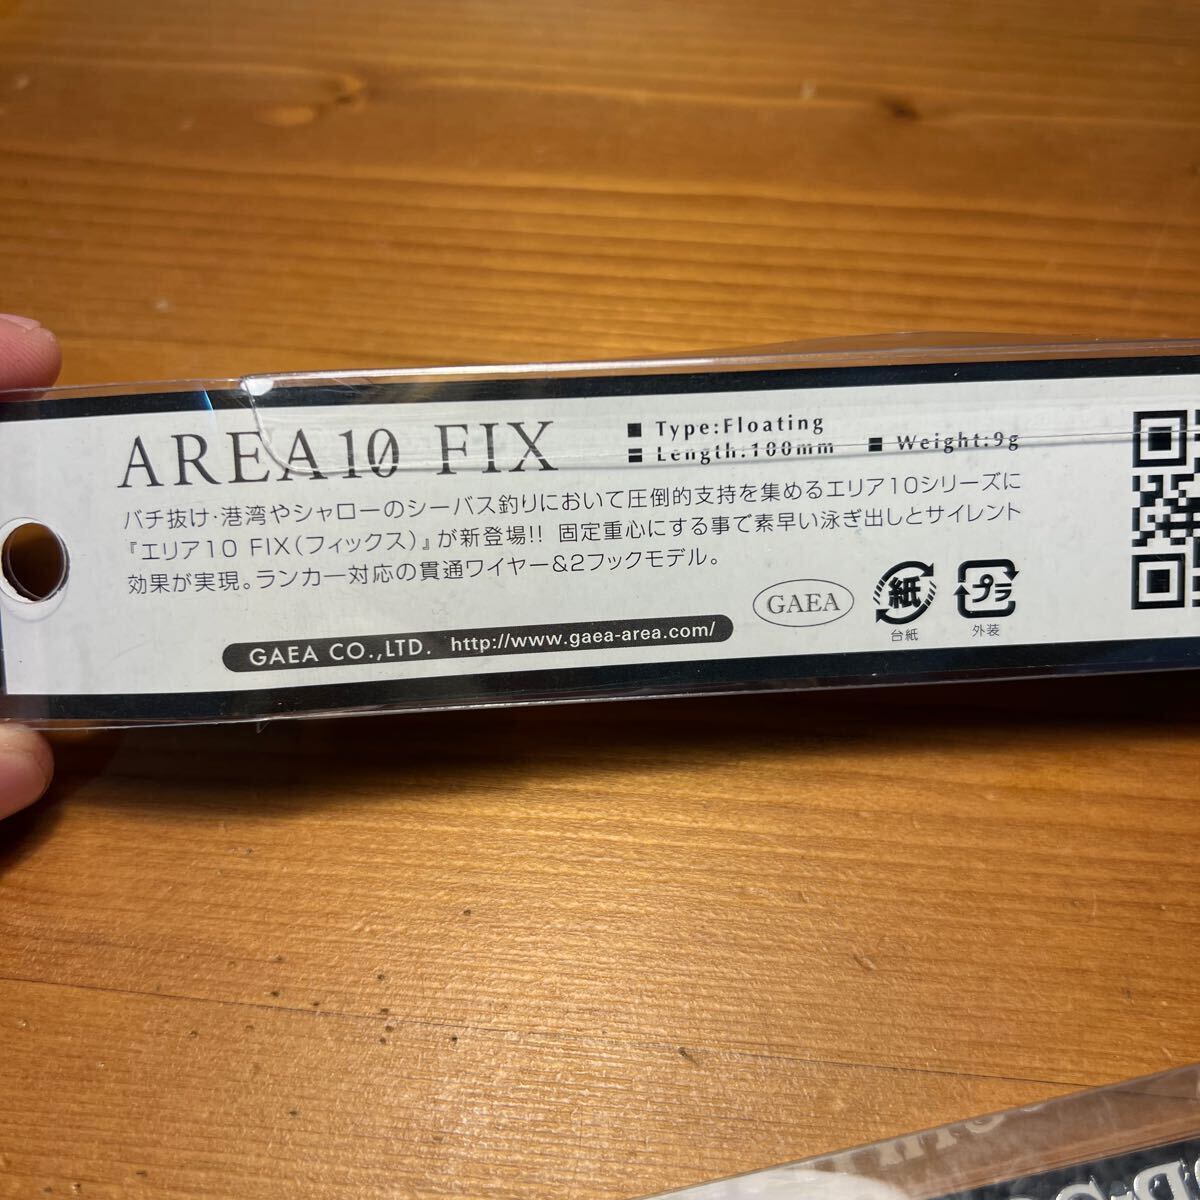 AREA10 FIX
■ Type:Floating
■ Length:100mm ■ Weight:9g
バチ抜け・港湾やシャローのシーバス釣りにおいて圧倒的支持を集めるエリア10シリーズに
『エリア10 FIX(フィックス)』が新登場!! 固定重心にする事で素早い泳ぎ出しとサイレント
効果が実現。ランカー対応の貫通ワイヤー&2フックモデル。
GAEA
紙
プラ
台紙
外装
GAEA CO.,LTD. http://www.gaea-area.com/